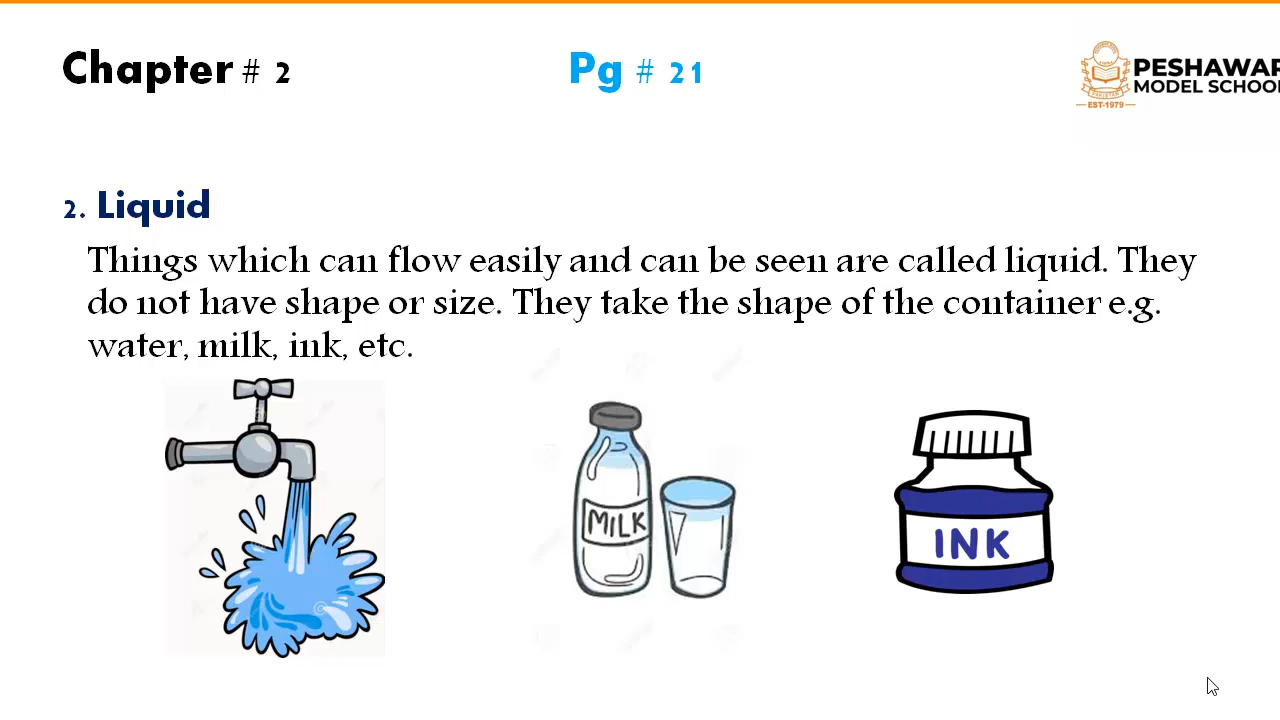 Chapter # 2
Pg # 21
PESHAWAR
MODEL SCHOOL
PAKISTAN
EST-1979
2. Liquid
Things which can flow easily and can be seen are called liquid. They
do not have shape or size. They take the shape of the container e.g.
water, milk, ink, etc.
MILK
INK